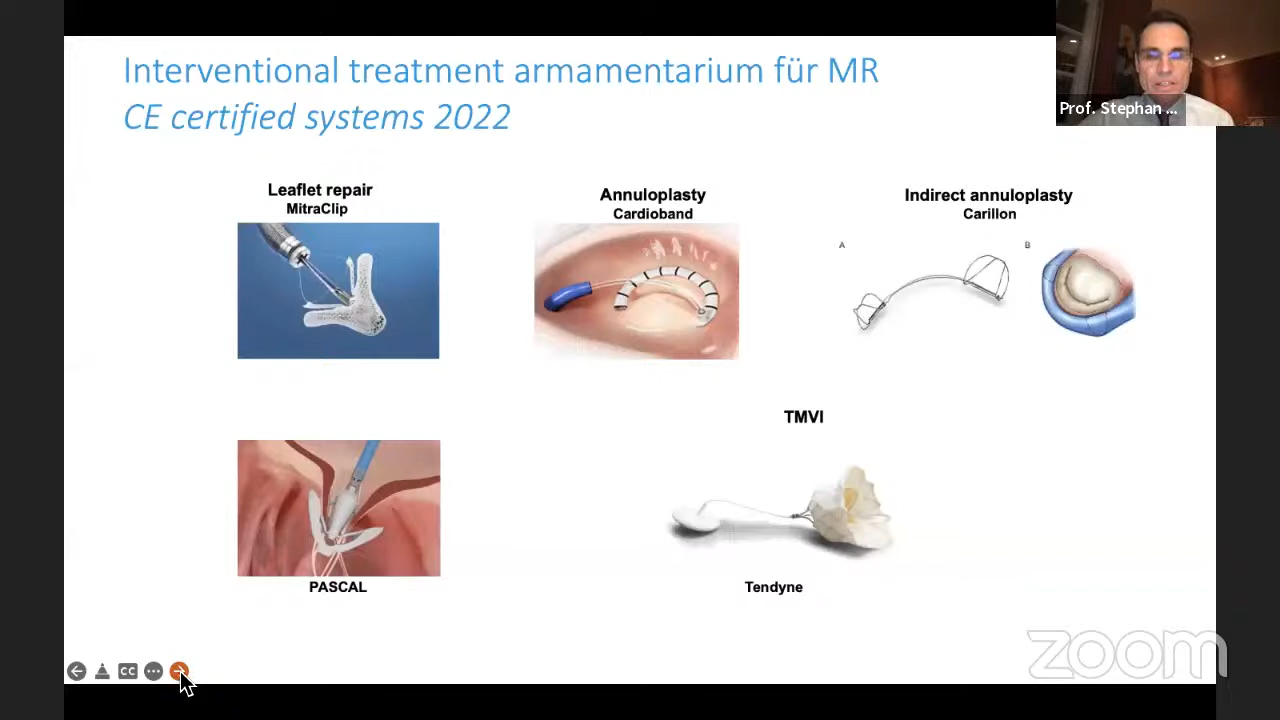 Interventional treatment armamentarium für MR
CE certified systems 2022
Prof. Stephan ...
Leaflet repair
MitraClip
Annuloplasty
Cardioband
Indirect annuloplasty
Carillon
A
B
TMVI
PASCAL
Tendyne
CC
zoom